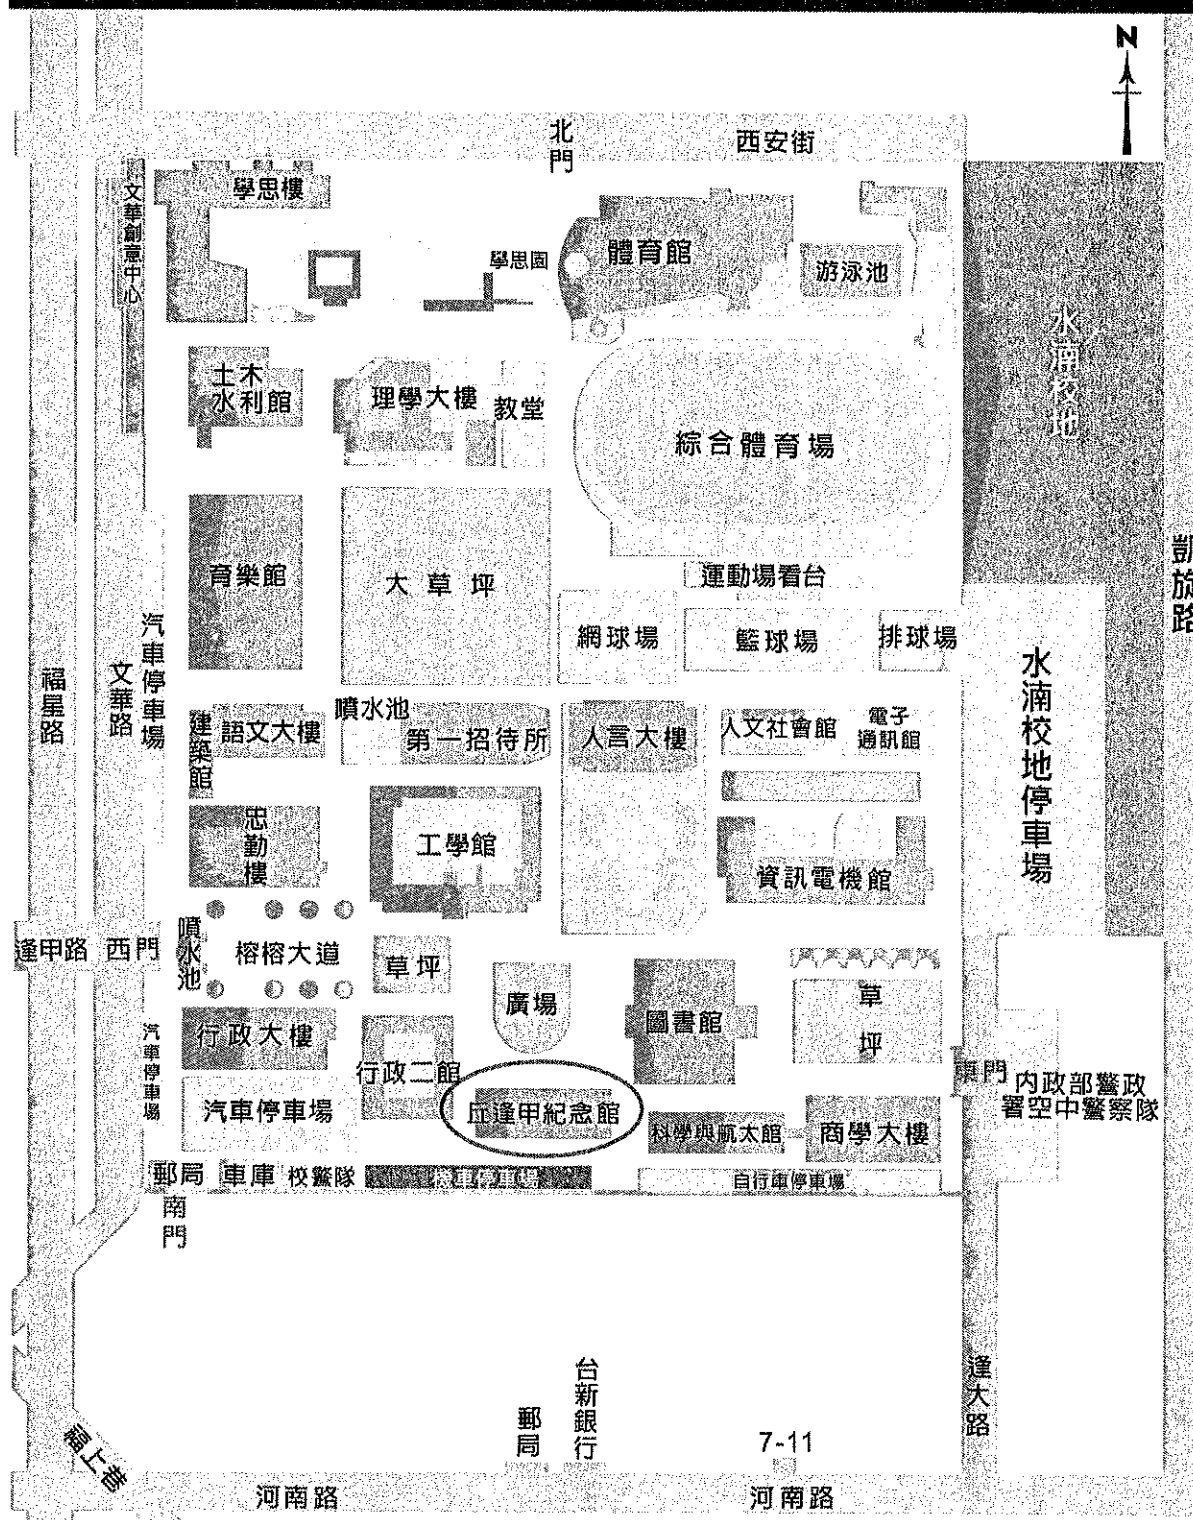 N
北門
西安街
學思樓
文華創意中心
學思園
體育館
游泳池
水湳校地
土木
水利館
理學大樓
教堂
綜合體育場
凱旋路
育樂館
大草坪
運動場看台
網球場
籃球場
排球場
汽車停車場
文華路
福星路
水湳校地停車場
建築館
語文大樓
噴水池
第一招待所
人言大樓
人文社會館
電子
通訊館
忠勤樓
工學館
資訊電機館
逢甲路
西門
噴水池
榕榕大道
草坪
廣場
圖書館
草坪
行政大樓
行政二館
汽車停車場
東門
內政部警政
署空中警察隊
汽車停車場
丘逢甲紀念館
科學與航太館
商學大樓
郵局
車庫
校警隊
機車停車場
自行車停車場
南門
逢大路
郵局
台新銀行
7-11
福上巷
河南路
河南路